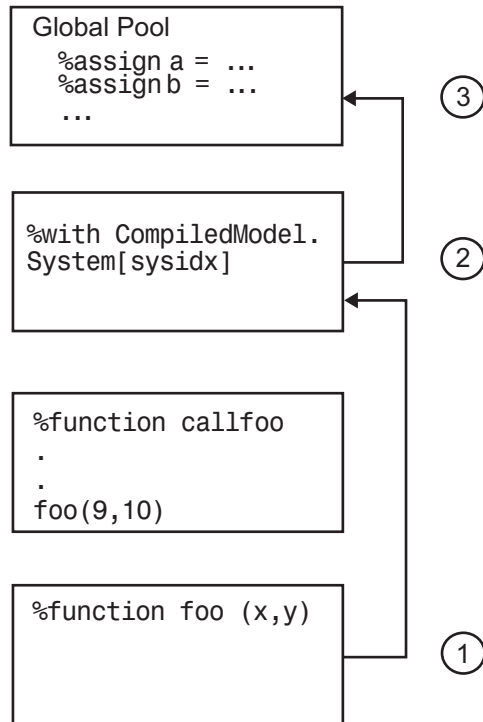 Global Pool
%assign a = ...
%assign b = ...
...
3
%with CompiledModel.
System[sysidx]
2
%function callfoo
.
.
foo(9,10)
%function foo (x,y)
1